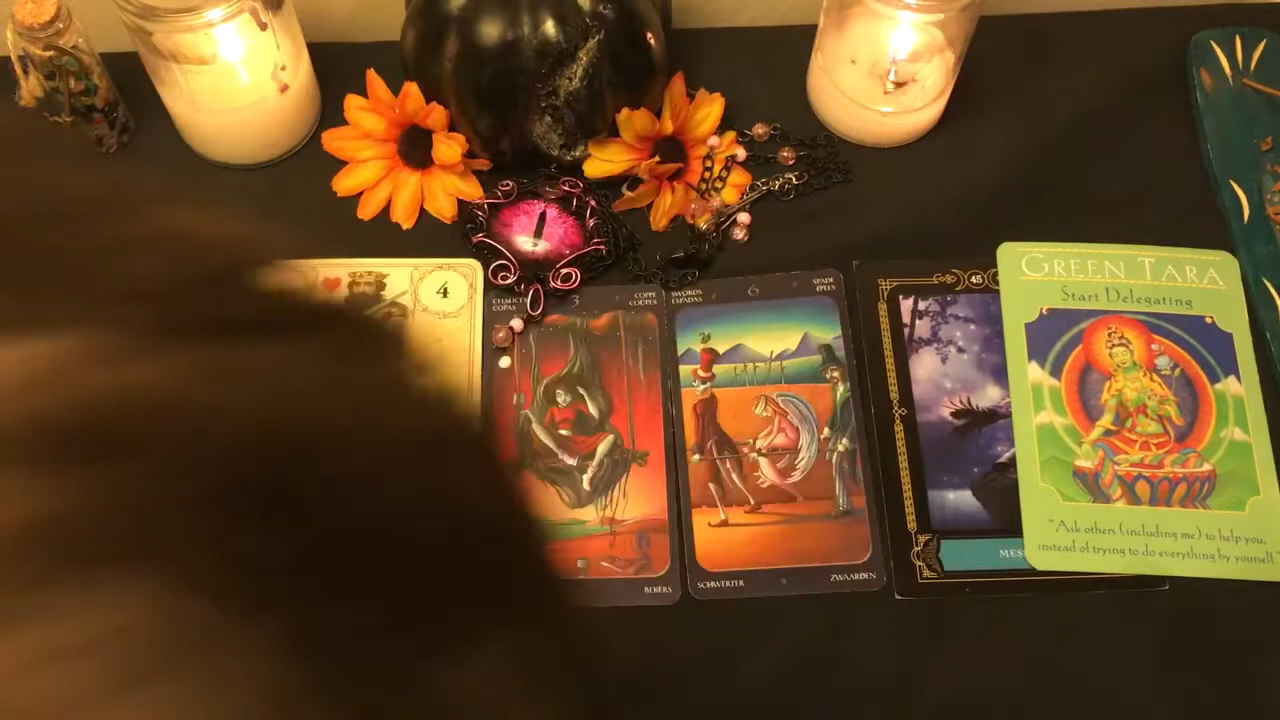 4
CHALICES 3 COPPE
COPAS COUPES
BEKERS
SWORDS 6 SPADE
ESPADAS ÉPÉES
SCHWERTER ZWAARDEN
45
GREEN TARA
Start Delegating
"Ask others (including me) to help you,
instead of trying to do everything by yourself."